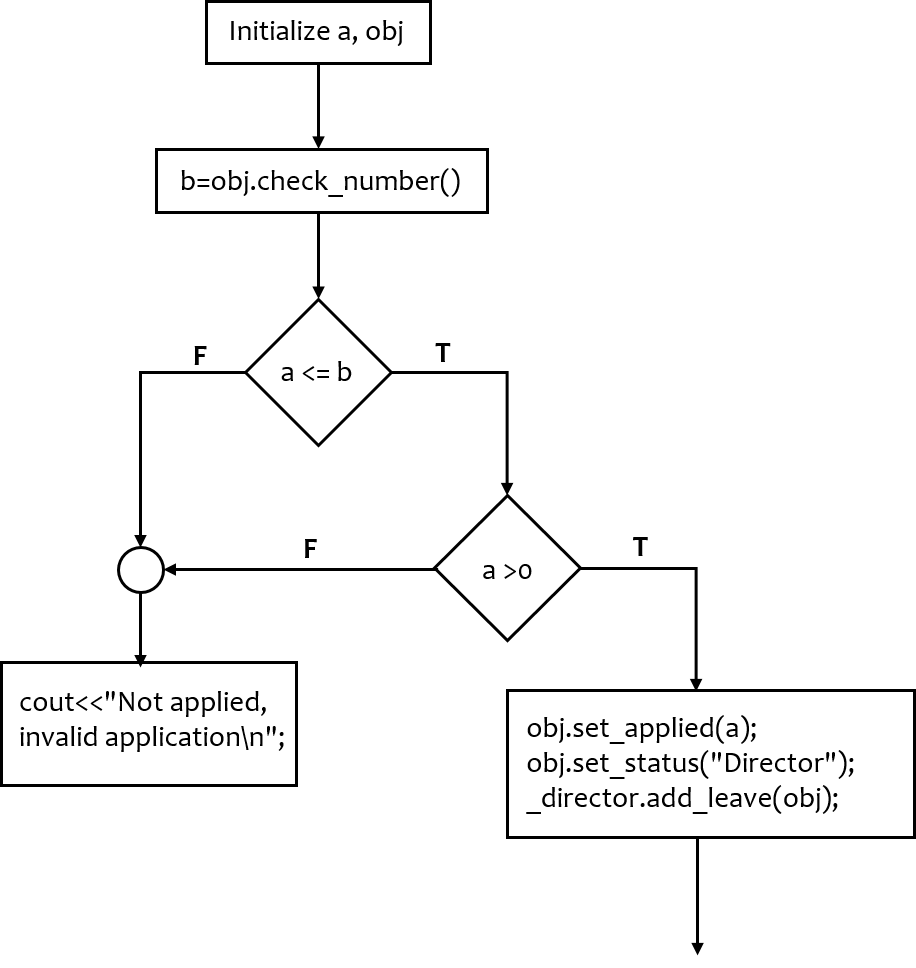 Initialize a, obj
b=obj.check_number()
F
T
a <= b
F
T
a >0
cout<<"Not applied,
invalid application\n";
obj.set_applied(a);
obj.set_status("Director");
_director.add_leave(obj);